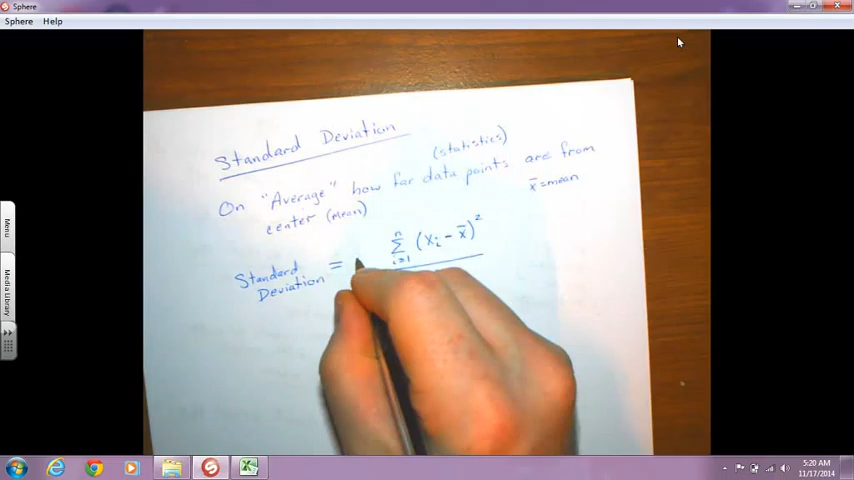 Sphere
Sphere Help
Menu
Media Library
Standard Deviation
(statistics)
On "Average" how far data points are from
center (mean)
x̄ = mean
Standard Deviation = n ∑ i=1 (xᵢ - x̄)²
5:20 AM
11/17/2014